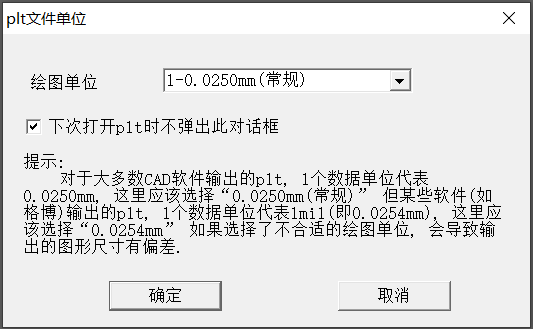 plt文件单位
绘图单位
1-0.0250mm(常规)
下次打开plt时不弹出此对话框
提示:
对于大多数CAD软件输出的plt, 1个数据单位代表
0.0250mm, 这里应该选择“0.0250mm(常规)” 但某些软件(如
格博)输出的plt, 1个数据单位代表1mil(即0.0254mm), 这里应
该选择“0.0254mm” 如果选择了不合适的绘图单位, 会导致输
出的图形尺寸有偏差.
确定
取消